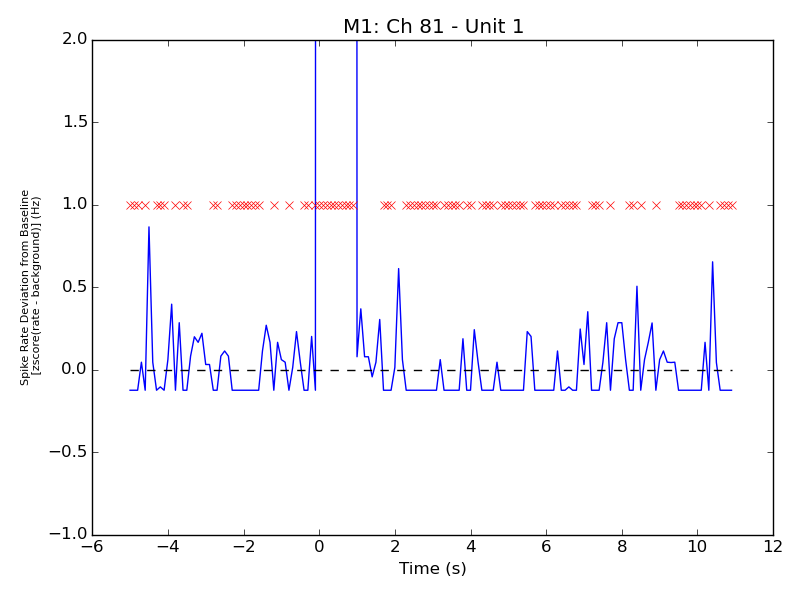 M1: Ch 81 - Unit 1
2.0
1.5
1.0
0.5
0.0
−0.5
−1.0
Spike Rate Deviation from Baseline
[zscore(rate - background)] (Hz)
−6 −4 −2 0 2 4 6 8 10 12
Time (s)